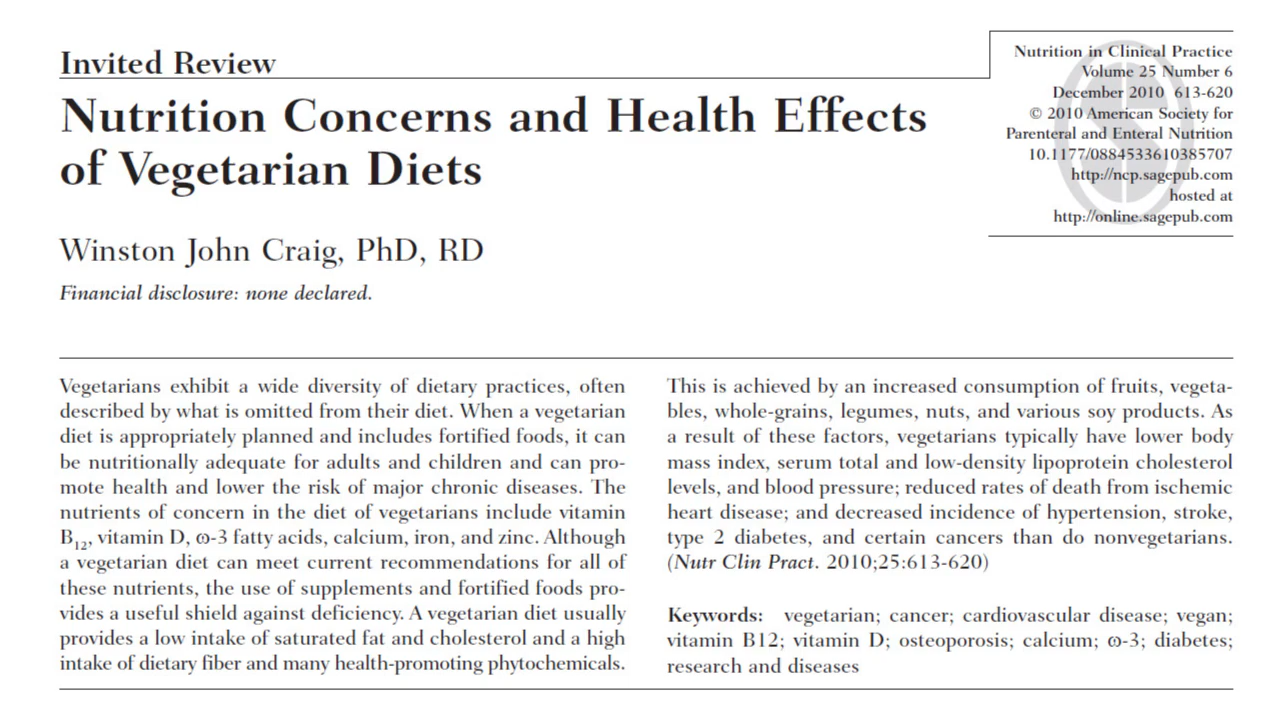 Invited Review
Nutrition in Clinical Practice
Volume 25 Number 6
December 2010 613-620
© 2010 American Society for
Parenteral and Enteral Nutrition
10.1177/0884533610385707
http://ncp.sagepub.com
hosted at
http://online.sagepub.com
Nutrition Concerns and Health Effects
of Vegetarian Diets
Winston John Craig, PhD, RD
Financial disclosure: none declared.
Vegetarians exhibit a wide diversity of dietary practices, often
described by what is omitted from their diet. When a vegetarian
diet is appropriately planned and includes fortified foods, it can
be nutritionally adequate for adults and children and can pro-
mote health and lower the risk of major chronic diseases. The
nutrients of concern in the diet of vegetarians include vitamin
B12, vitamin D, ω-3 fatty acids, calcium, iron, and zinc. Although
a vegetarian diet can meet current recommendations for all of
these nutrients, the use of supplements and fortified foods pro-
vides a useful shield against deficiency. A vegetarian diet usually
provides a low intake of saturated fat and cholesterol and a high
intake of dietary fiber and many health-promoting phytochemicals.
This is achieved by an increased consumption of fruits, vegeta-
bles, whole-grains, legumes, nuts, and various soy products. As
a result of these factors, vegetarians typically have lower body
mass index, serum total and low-density lipoprotein cholesterol
levels, and blood pressure; reduced rates of death from ischemic
heart disease; and decreased incidence of hypertension, stroke,
type 2 diabetes, and certain cancers than do nonvegetarians.
(Nutr Clin Pract. 2010;25:613-620)
Keywords: vegetarian; cancer; cardiovascular disease; vegan;
vitamin B12; vitamin D; osteoporosis; calcium; ω-3; diabetes;
research and diseases